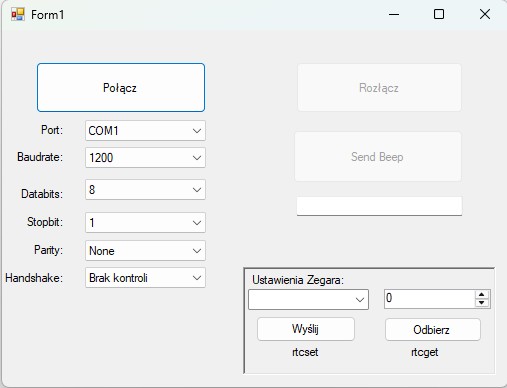 Form1
Połącz
Rozłącz
Port: COM1
Baudrate: 1200
Send Beep
Databits: 8
Stopbit: 1
Parity: None
Handshake: Brak kontroli
Ustawienia Zegara:
0
Wyślij Odbierz
rtcset rtcget